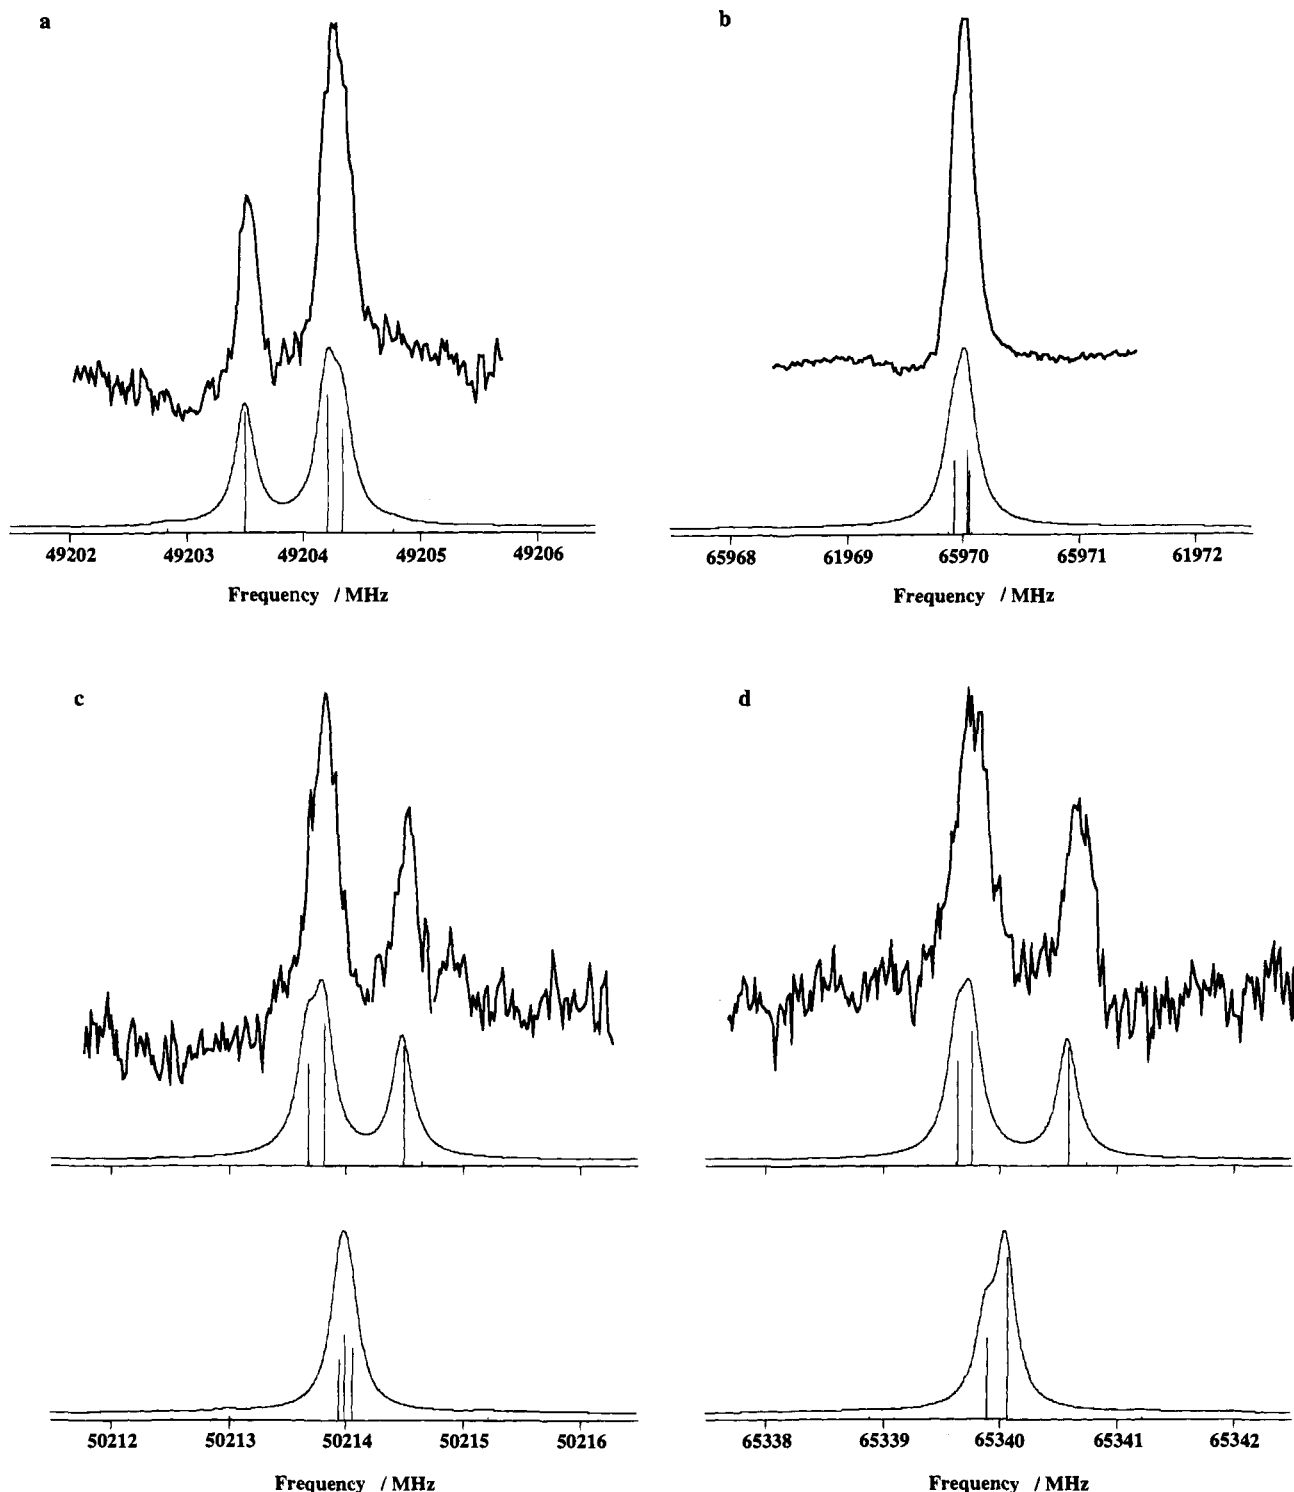 a
b
49202 49203 49204 49205 49206
Frequency / MHz
65968 61969 65970 65971 61972
Frequency / MHz
c
d
50212 50213 50214 50215 50216
Frequency / MHz
65338 65339 65340 65341 65342
Frequency / MHz